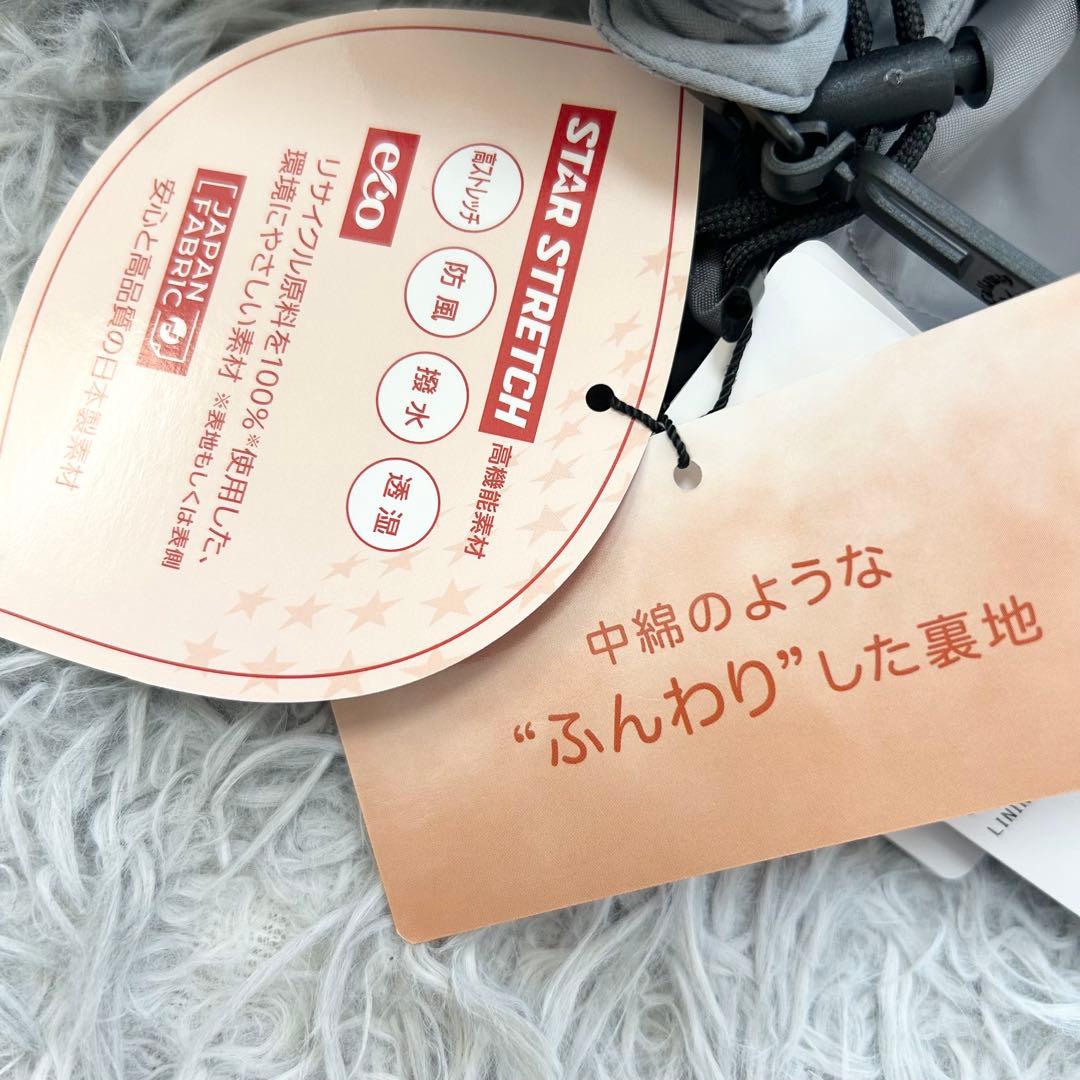 STAR STRETCH
高機能素材
高ストレッチ
防風
撥水
透湿
eco
リサイクル原料を100%※使用した、
環境にやさしい素材 ※表地もしくは表側
JAPAN
FABRIC
安心と高品質の日本製素材
中綿のような
“ふんわり”した裏地